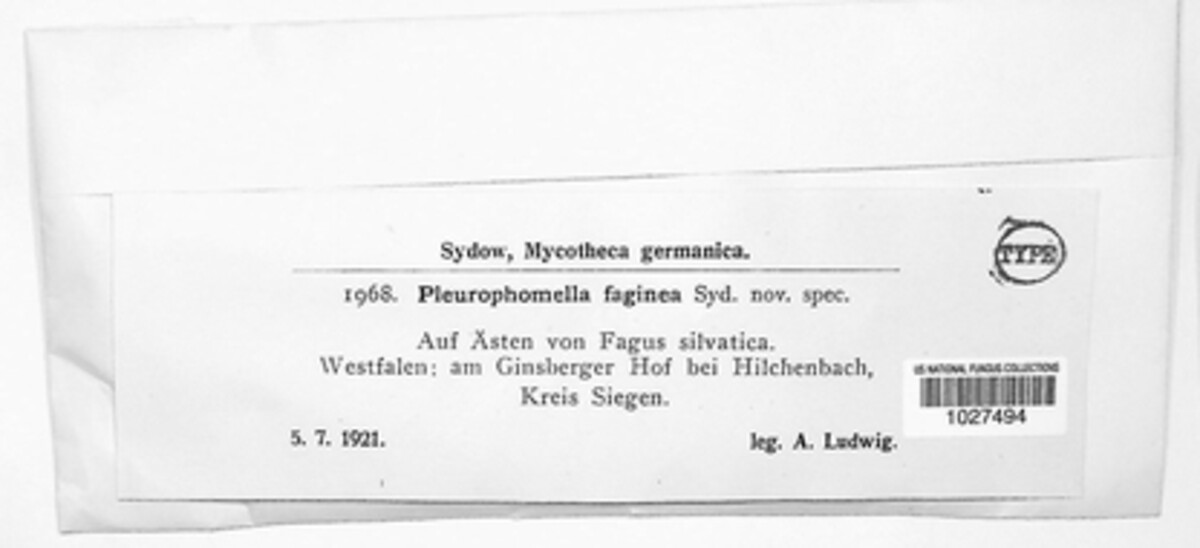 Sydow, Mycotheca germanica.
TYPE
1968. Pleurophomella faginea Syd. nov. spec.
Auf Ästen von Fagus silvatica.
Westfalen: am Ginsberger Hof bei Hilchenbach,
Kreis Siegen.
US NATIONAL FUNGUS COLLECTIONS
1027494
5. 7. 1921.
leg. A. Ludwig.